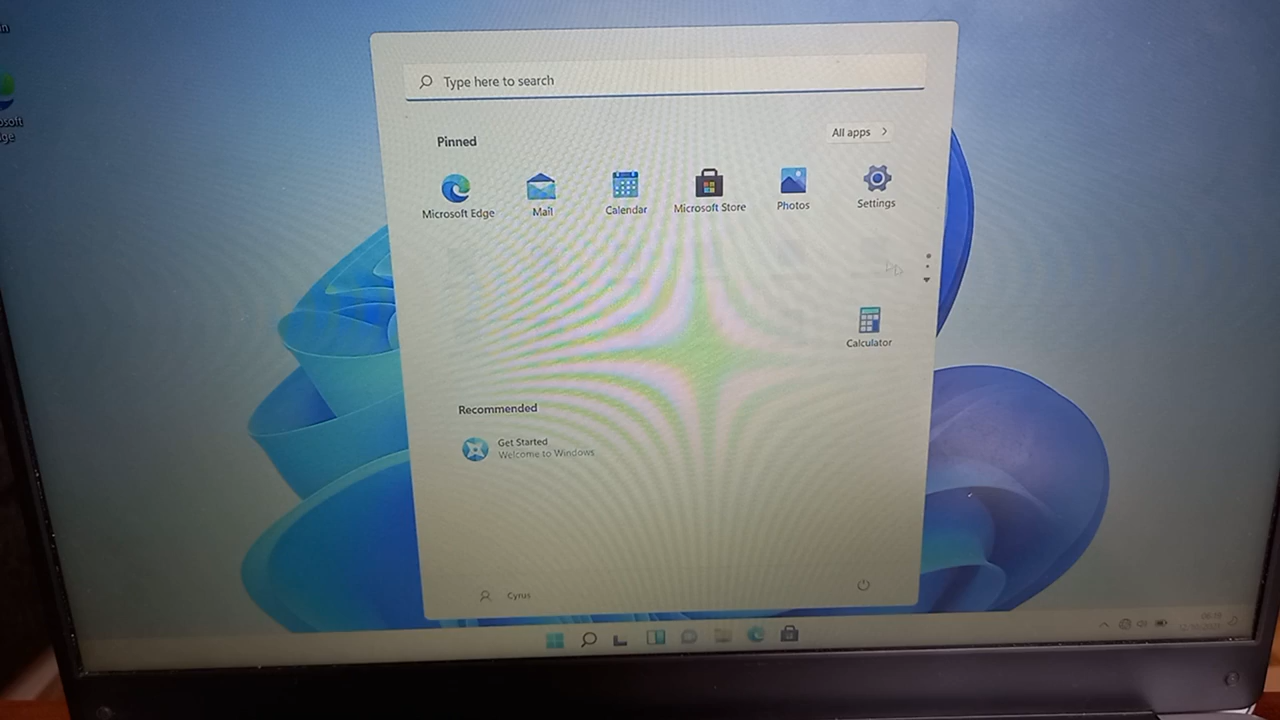 Type here to search
Pinned
All apps
Microsoft Edge
Mail
Calendar
Microsoft Store
Photos
Settings
Calculator
Recommended
Get Started
Welcome to Windows
Cyrus